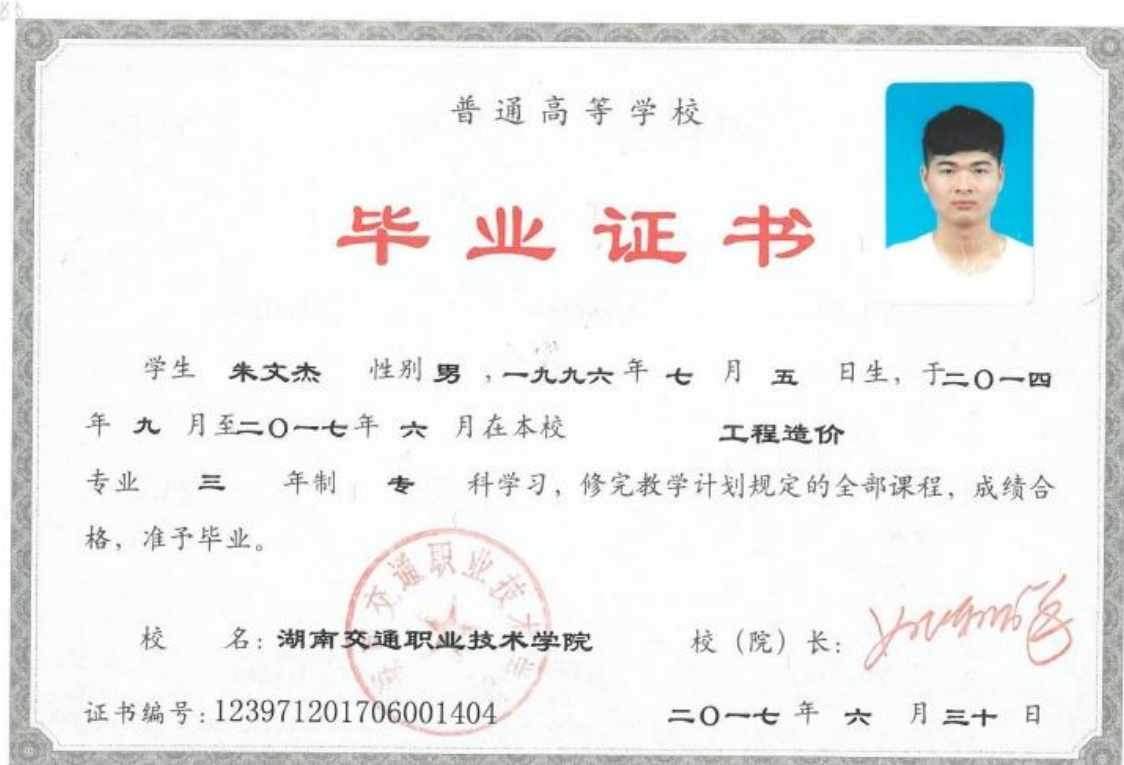 普通高等学校
毕业证书
学生 朱文杰 性别 男 ,一九九六 年 七 月 五 日生,于二〇一四
年 九 月至二〇一七年 六 月在本校 工程造价
专业 三 年制 专 科学习,修完教学计划规定的全部课程,成绩合
格,准予毕业。
校 名:湖南交通职业技术学院 校(院)长:
证书编号:123971201706001404 二〇一七 年 六 月 三十 日